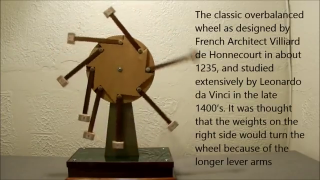 The classic overbalanced
wheel as designed by
French Architect Villiard
de Honnecourt in about
1235, and studied
extensively by Leonardo
da Vinci in the late
1400's. It was thought
that the weights on the
right side would turn the
wheel because of the
longer lever arms